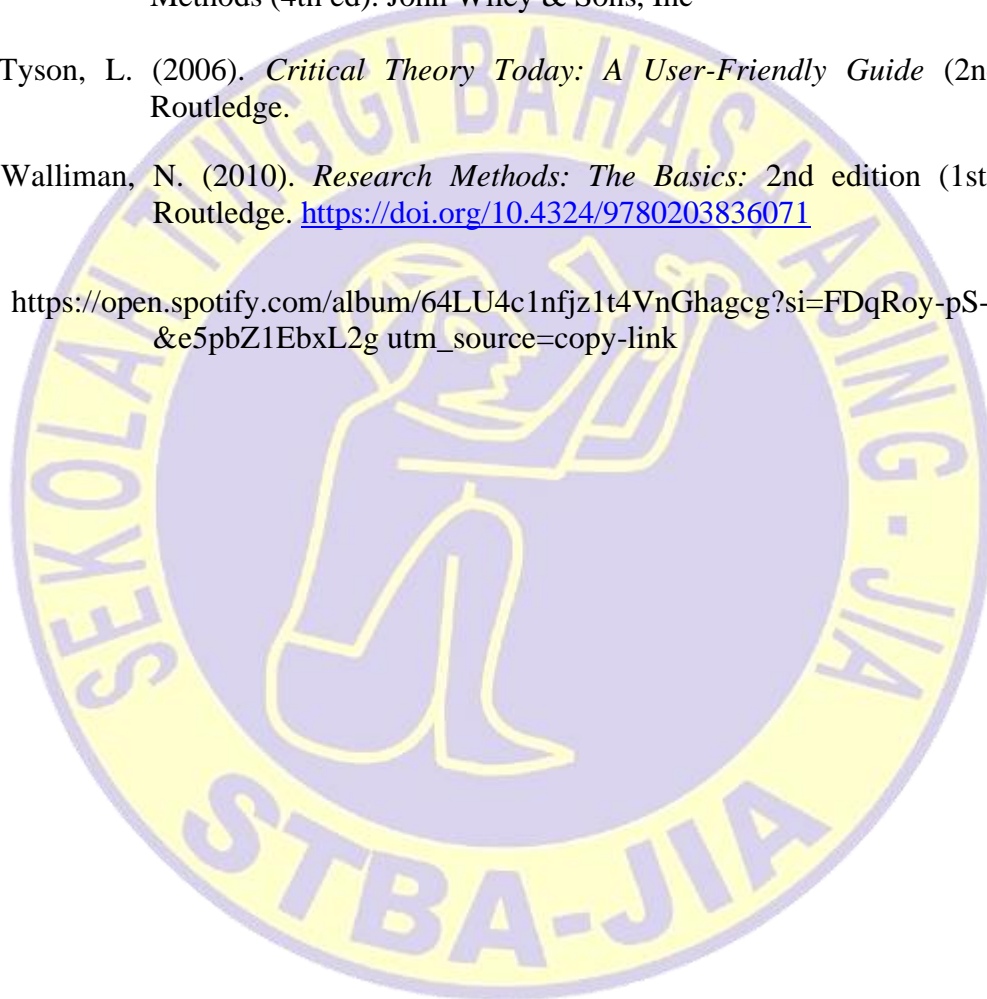 Methods (4th ed). John Wiley & Sons, Inc
Tyson, L. (2006). Critical Theory Today: A User-Friendly Guide (2n
Routledge.
Walliman, N. (2010). Research Methods: The Basics: 2nd edition (1st
Routledge. https://doi.org/10.4324/9780203836071
https://open.spotify.com/album/64LU4c1nfjz1t4VnGhagcg?si=FDqRoy-pS-
&e5pbZ1EbxL2g utm_source=copy-link
SEKOLAH TINGGI BAHASA ASING - JIA
STBA-JIA